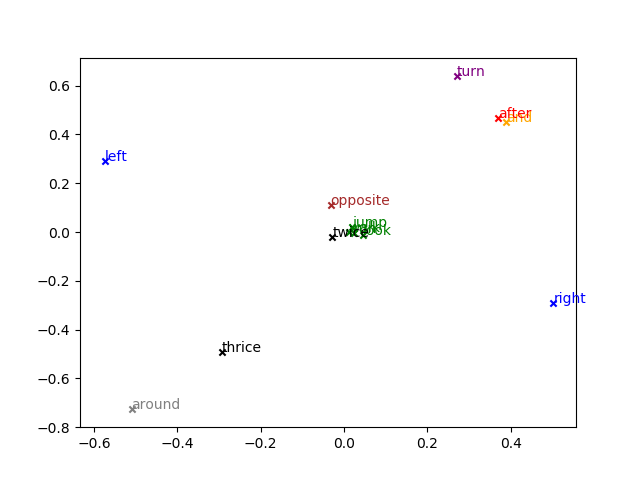 turn
after
and
left
opposite
jump
look
twice
right
thrice
around
0.6
0.4
0.2
0.0
−0.2
−0.4
−0.6
−0.8
−0.6 −0.4 −0.2 0.0 0.2 0.4